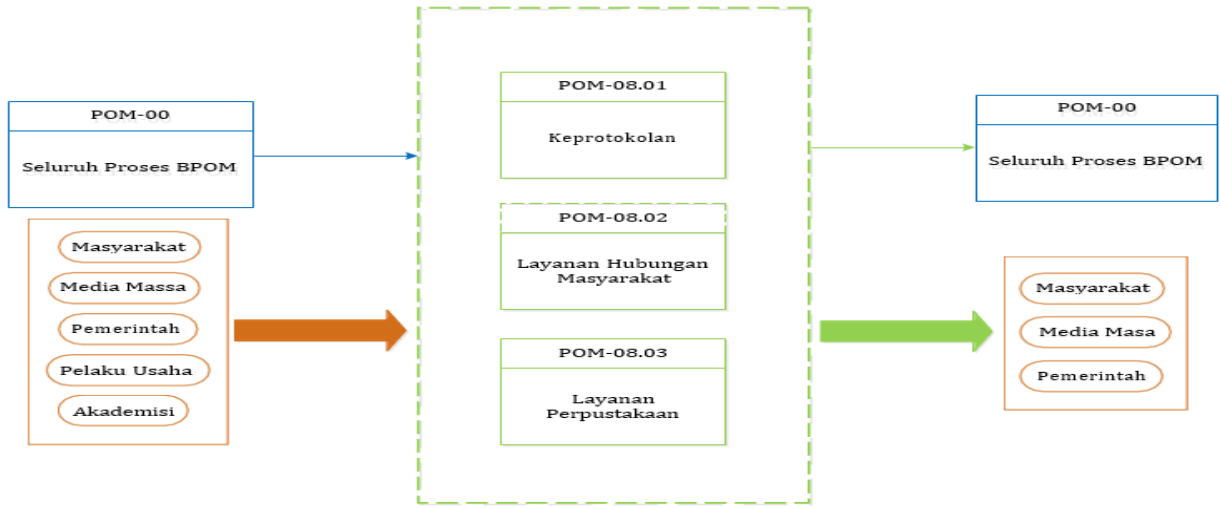 POM-00
Seluruh Proses BPOM
Masyarakat
Media Massa
Pemerintah
Pelaku Usaha
Akademisi
POM-08.01
Keprotokolan
POM-08.02
Layanan Hubungan
Masyarakat
POM-08.03
Layanan
Perpustakaan
POM-00
Seluruh Proses BPOM
Masyarakat
Media Masa
Pemerintah